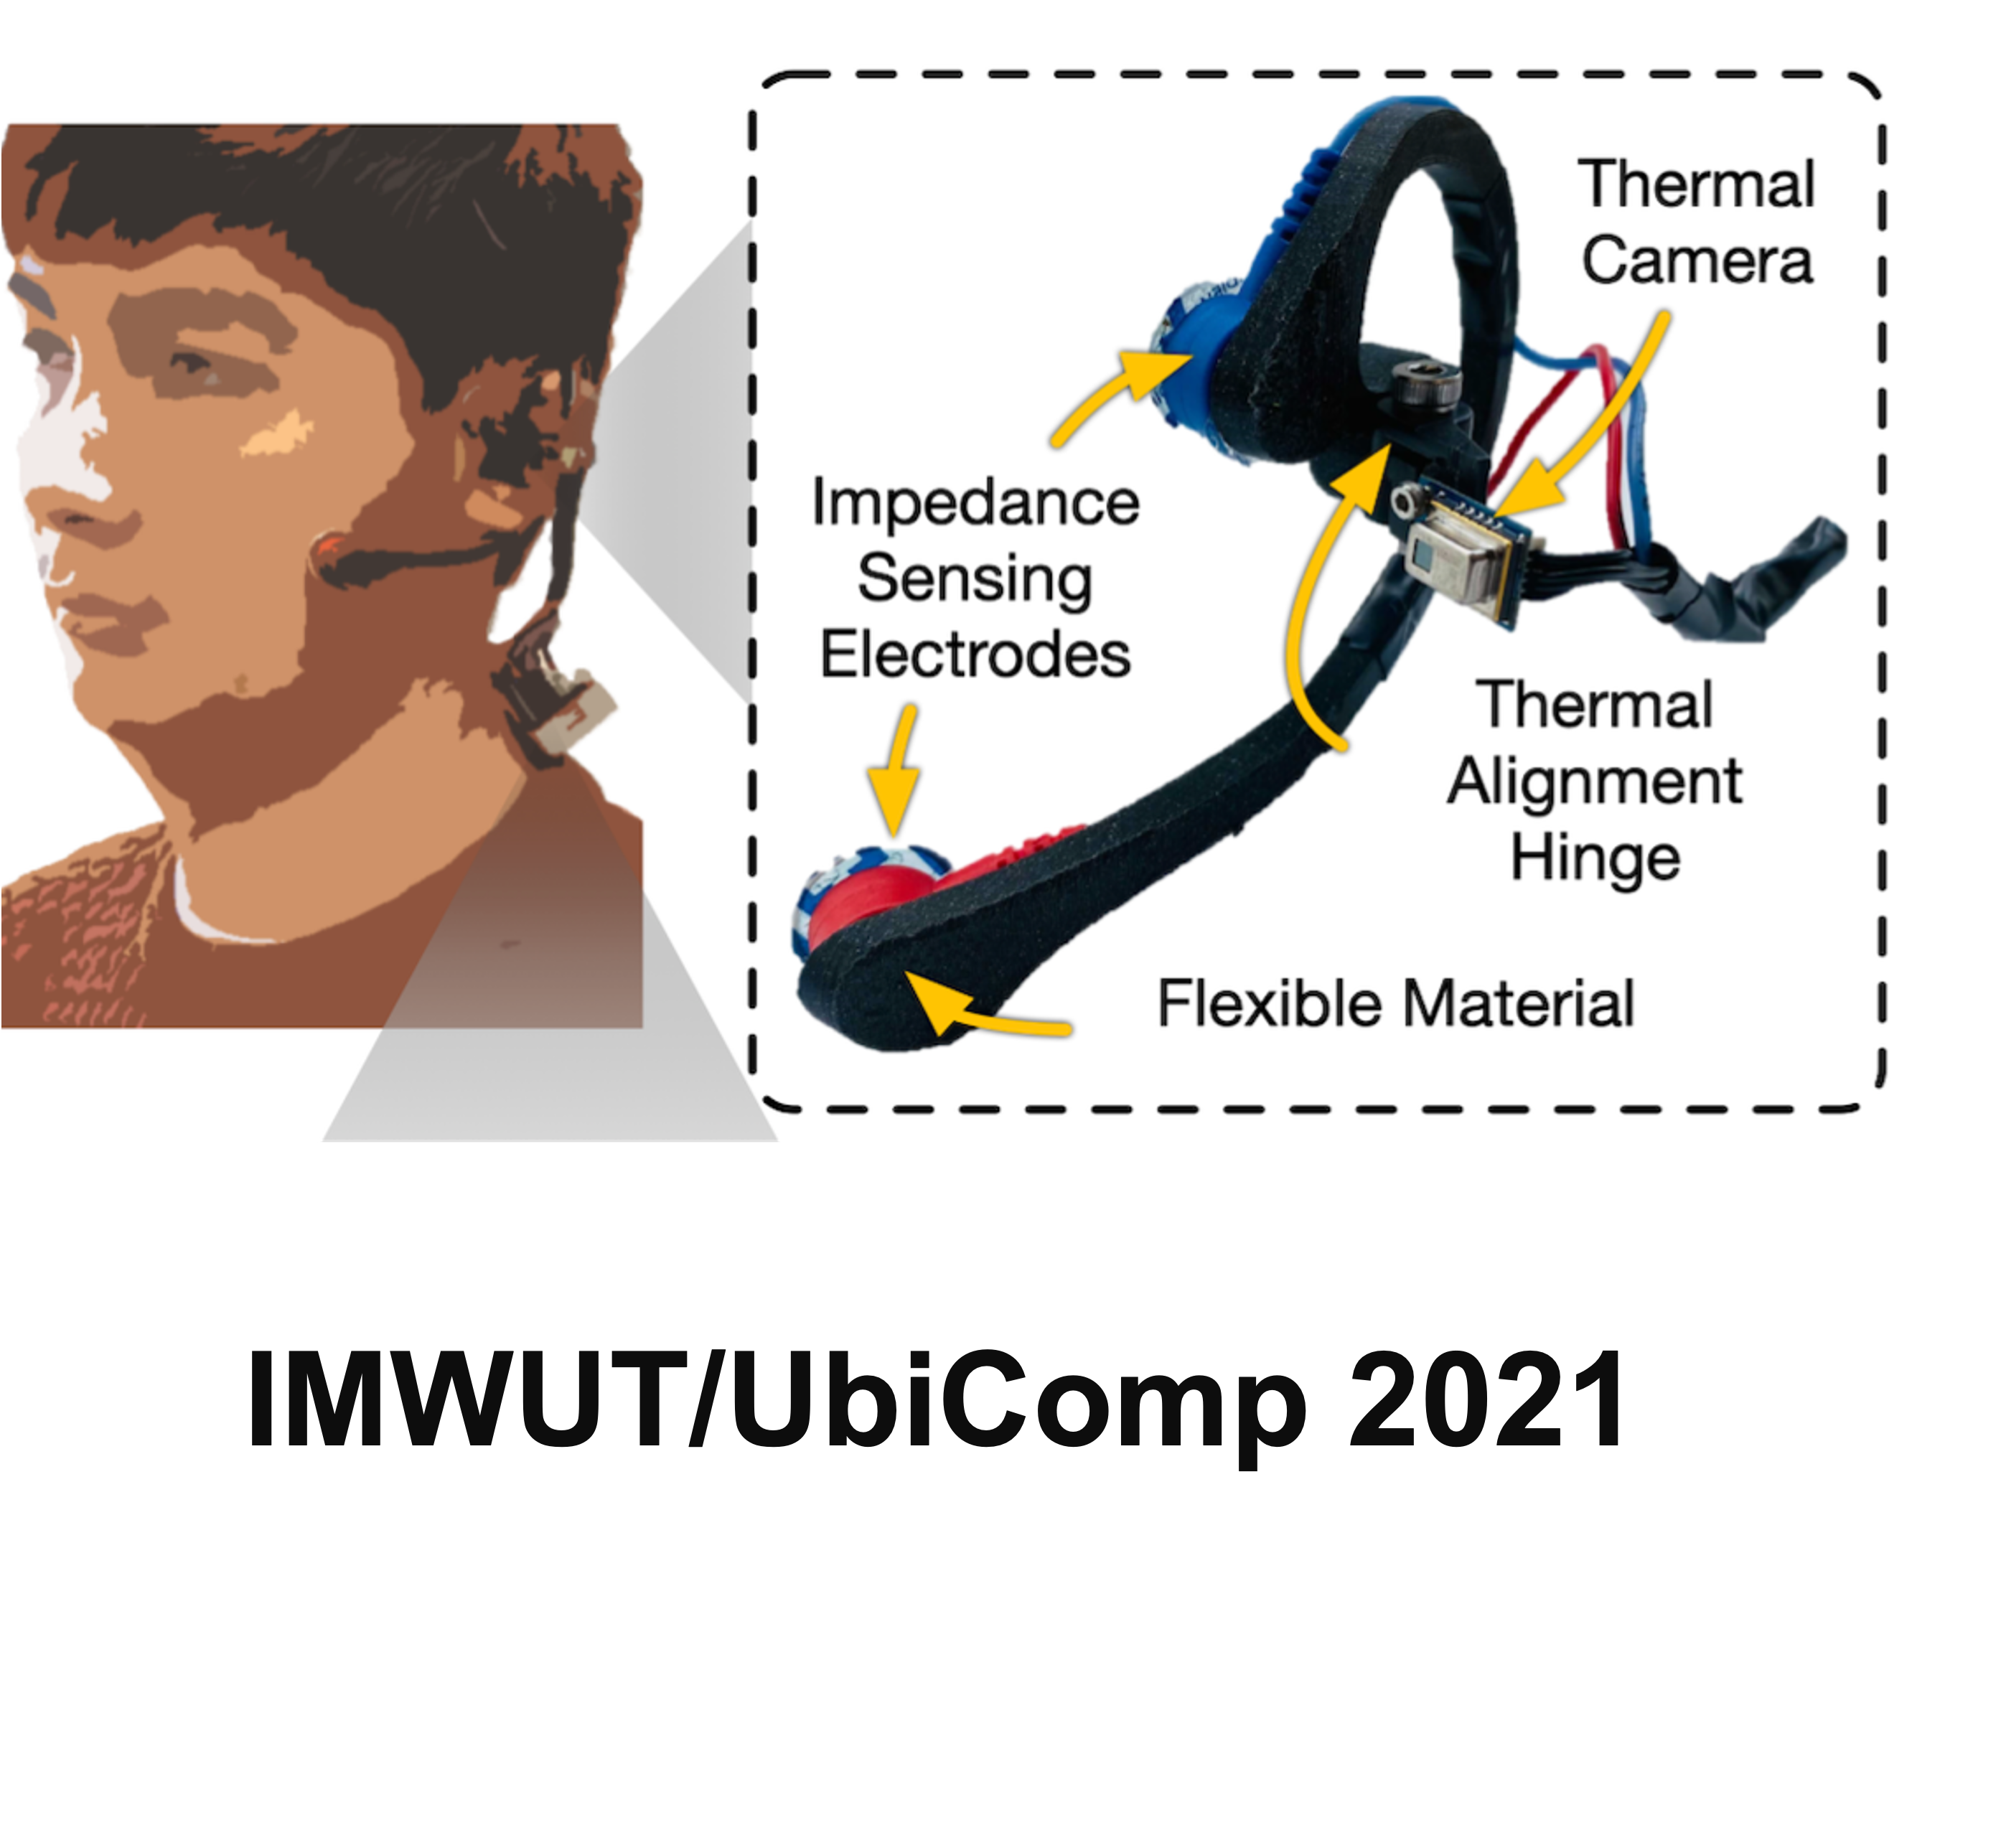 Thermal
Camera
Impedance
Sensing
Electrodes
Thermal
Alignment
Hinge
Flexible Material
IMWUT/UbiComp 2021